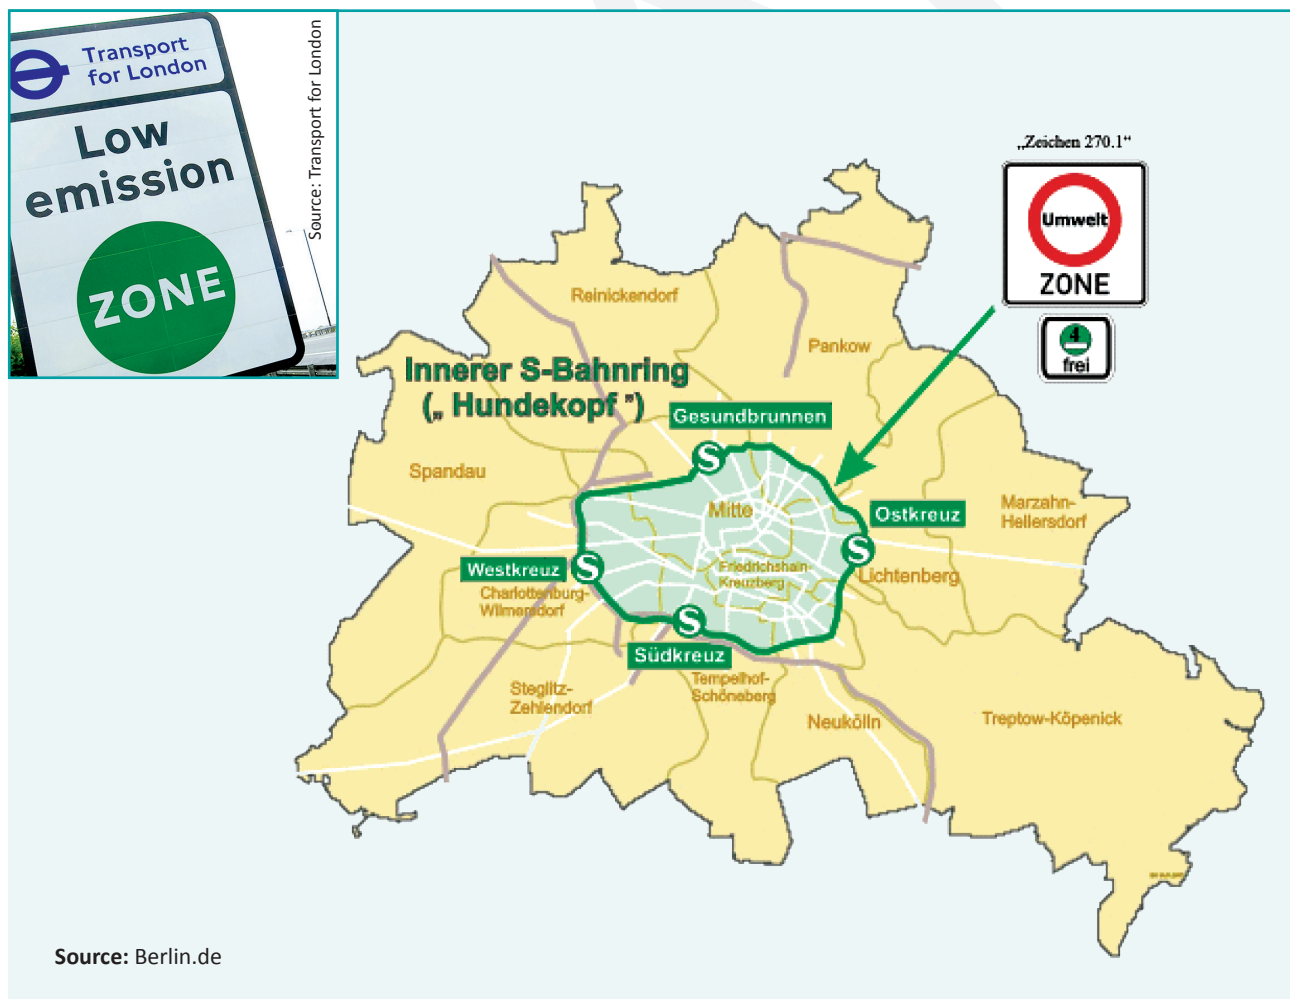 Transport
for London
Low
emission
ZONE
Source: Transport for London
„Zeichen 270.1“
Umwelt
ZONE
4
frei
Reinickendorf
Pankow
Innerer S-Bahnring
(„ Hundekopf ”)
Gesundbrunnen
S
Spandau
Mitte
Ostkreuz
Marzahn-
Hellersdorf
S
Westkreuz
S
Friedrichshain-
Kreuzberg
Lichtenberg
Charlottenburg-
Wilmersdorf
S
Südkreuz
Steglitz-
Zehlendorf
Tempelhof-
Schöneberg
Neukölln
Treptow-Köpenick
Source: Berlin.de